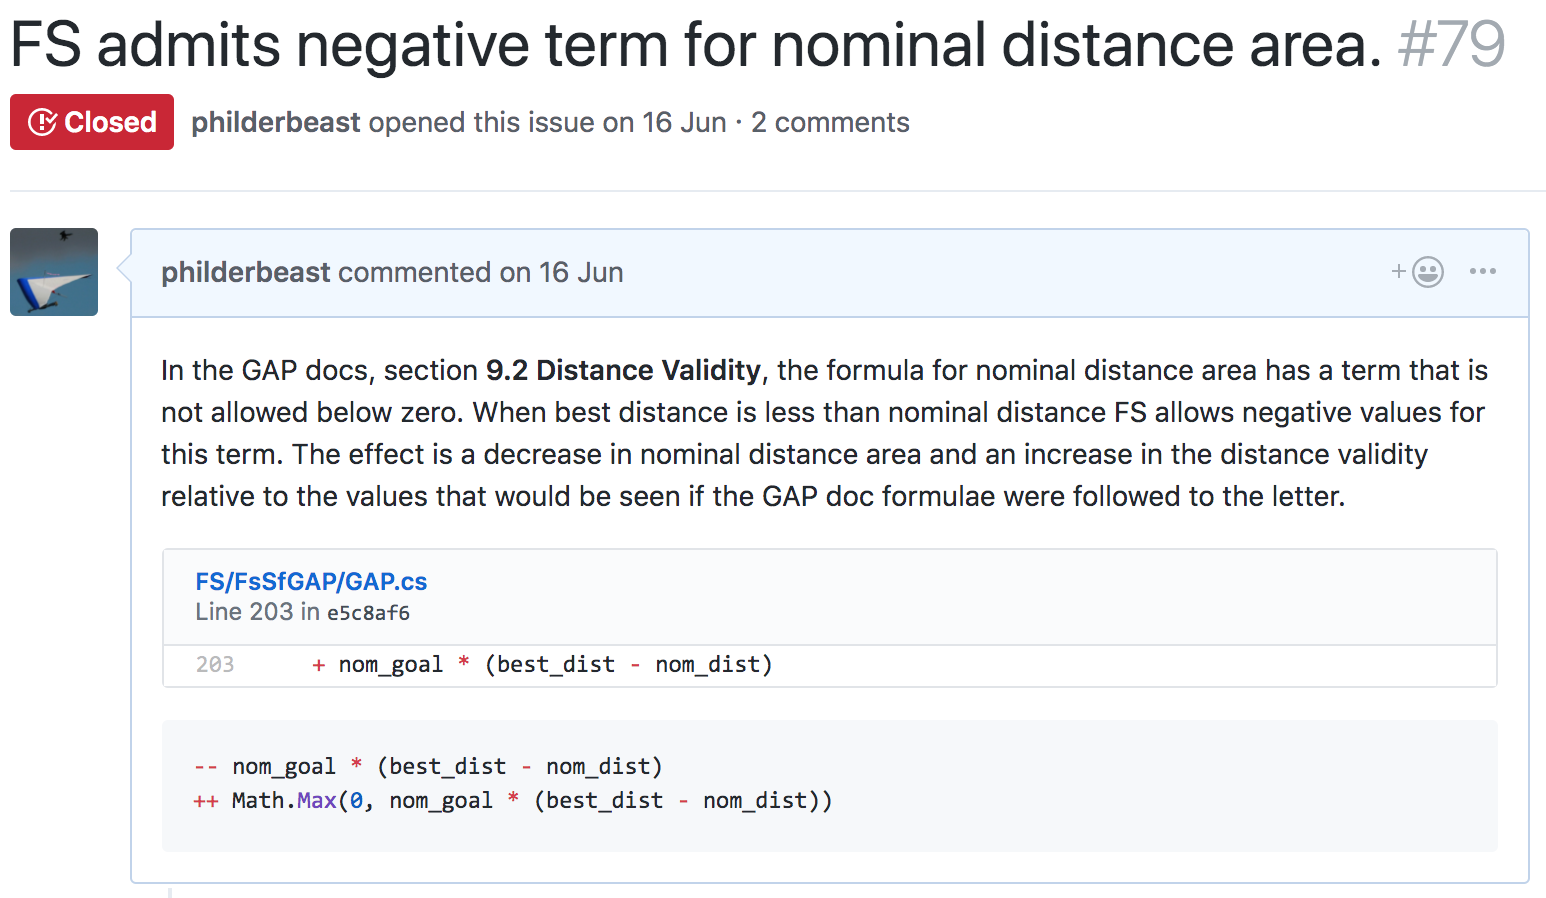 FS admits negative term for nominal distance area. #79
Closed philderbeast opened this issue on 16 Jun · 2 comments
philderbeast commented on 16 Jun
In the GAP docs, section 9.2 Distance Validity, the formula for nominal distance area has a term that is
not allowed below zero. When best distance is less than nominal distance FS allows negative values for
this term. The effect is a decrease in nominal distance area and an increase in the distance validity
relative to the values that would be seen if the GAP doc formulae were followed to the letter.
FS/FsSfGAP/GAP.cs
Line 203 in e5c8af6
203 + nom_goal * (best_dist - nom_dist)
-- nom_goal * (best_dist - nom_dist)
++ Math.Max(0, nom_goal * (best_dist - nom_dist))